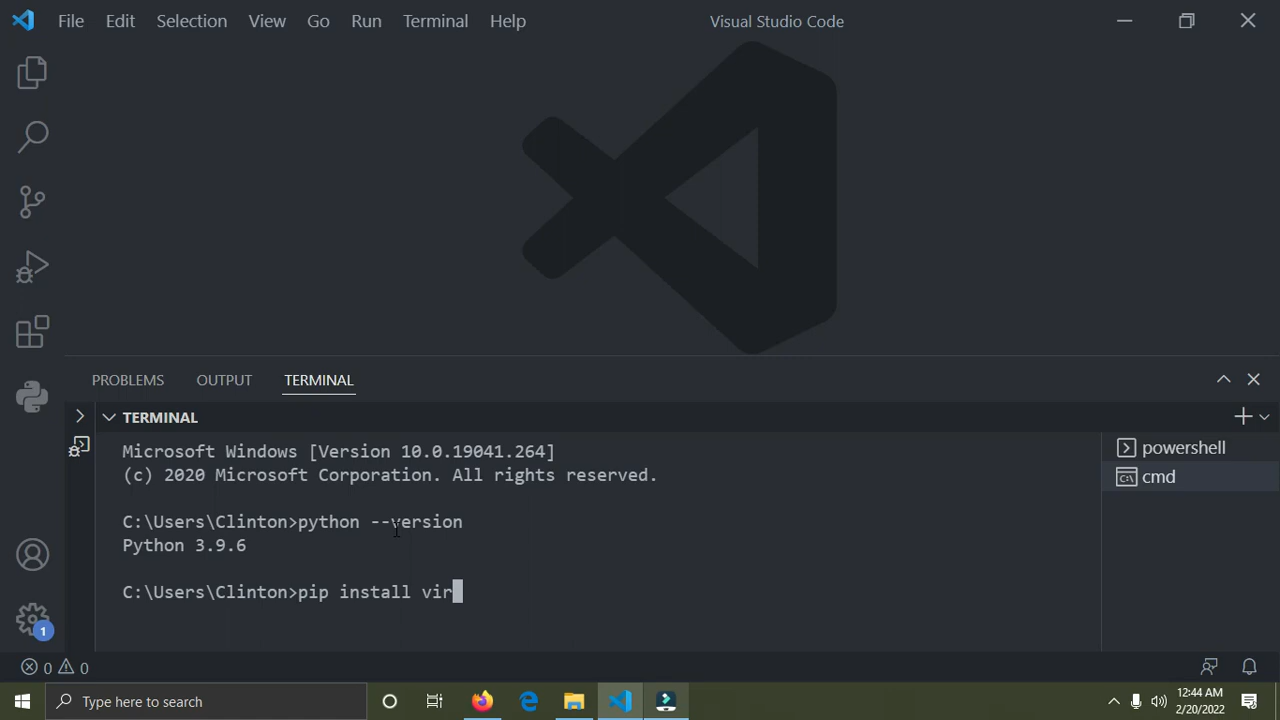 File Edit Selection View Go Run Terminal Help Visual Studio Code
PROBLEMS OUTPUT TERMINAL
TERMINAL
Microsoft Windows [Version 10.0.19041.264]
(c) 2020 Microsoft Corporation. All rights reserved.
C:\Users\Clinton>python --version
Python 3.9.6
C:\Users\Clinton>pip install vir
powershell
cmd
1
0 0
Type here to search
12:44 AM
2/20/2022